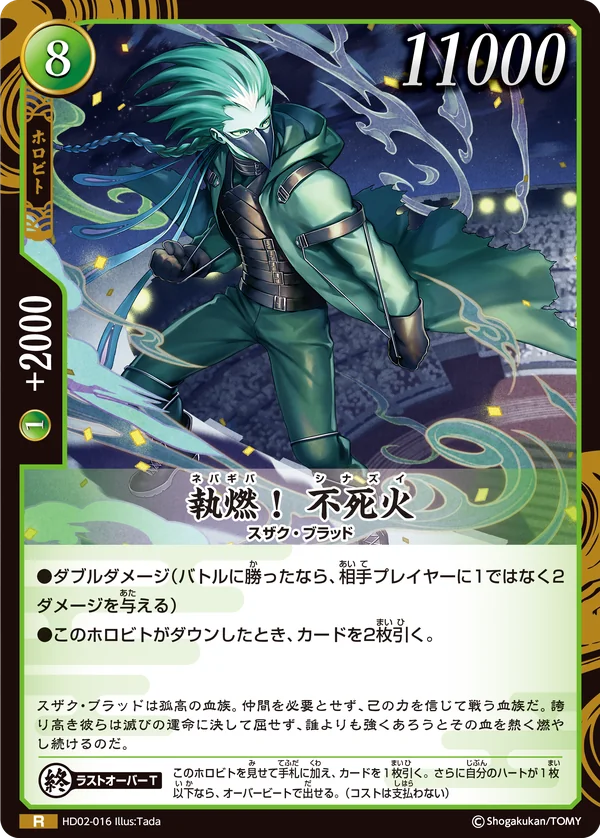 8
11000
ホロビト
+2000
1
ネバギバ シナズイ
執燃！ 不死火
スザク・ブラッド
●ダブルダメージ(バトルに勝ったなら、相手プレイヤーに1ではなく2
ダメージを与える)
●このホロビトがダウンしたとき、カードを2枚引く。
スザク・ブラッドは孤高の血族。仲間を必要とせず、己の力を信じて戦う血族だ。誇
り高き彼らは滅びの運命に決して屈せず、誰よりも強くあろうとその血を熱く燃や
し続けるのだ。
終 ラストオーバーT
このホロビトを見せて手札に加え、カードを1枚引く。さらに自分のハートが1枚
以下なら、オーバービートで出せる。(コストは支払わない)
R HD02-016 Illus:Tada
© Shogakukan/TOMY